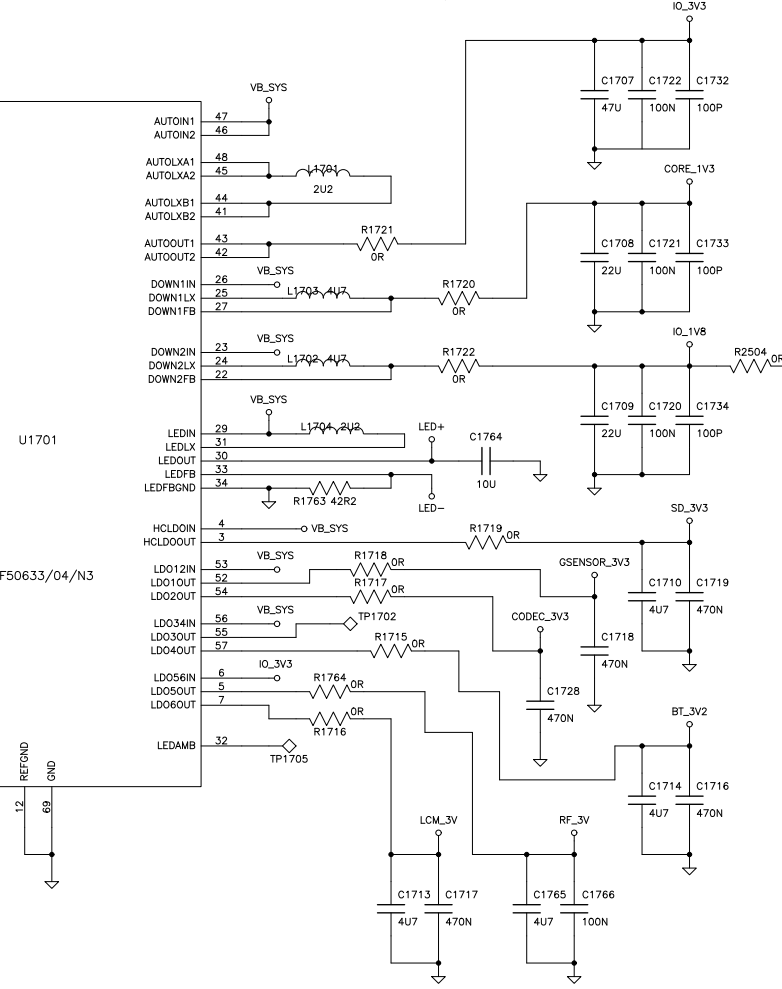 IO_3V3
C1707 C1722 C1732
47U 100N 100P
VB_SYS
AUTOIN1 47
AUTOIN2 46
AUTOLXA1 48
AUTOLXA2 45 L1701
2U2
AUTOLXB1 44
AUTOLXB2 41
CORE_1V3
AUTOOUT1 43 R1721
AUTOOUT2 42 0R
C1708 C1721 C1733
22U 100N 100P
VB_SYS
DOWN1IN 26
DOWN1LX 25 L1703 4U7 R1720
DOWN1FB 27 0R
IO_1V8
VB_SYS
DOWN2IN 23
DOWN2LX 24 L1702 4U7 R1722 R2504 0R
DOWN2FB 22 0R
C1709 C1720 C1734
22U 100N 100P
VB_SYS
U1701
LEDIN 29 L1704 2U2 LED+
LEDLX 31 C1764
LEDOUT 30
LEDFB 33
LEDFBGND 34 10U
R1763 42R2 LED-
SD_3V3
HCLDOIN 4 VB_SYS
HCLDOOUT 3 R1719 0R
F50633/04/N3
VB_SYS
LDO12IN 53 R1718 0R GSENSOR_3V3
LDO1OUT 52 R1717 0R
LDO2OUT 54
C1710 C1719
4U7 470N
VB_SYS
LDO34IN 56 TP1702 CODEC_3V3
LDO3OUT 55
LDO4OUT 57 R1715 0R
C1718
470N
IO_3V3
LDO56IN 6
LDO5OUT 5 R1764 0R
LDO6OUT 7 0R
R1716
C1728
470N
BT_3V2
LEDAMB 32
TP1705
REFGND GND
12 69
C1714 C1716
4U7 470N
LCM_3V RF_3V
C1713 C1717 C1765 C1766
4U7 470N 4U7 100N